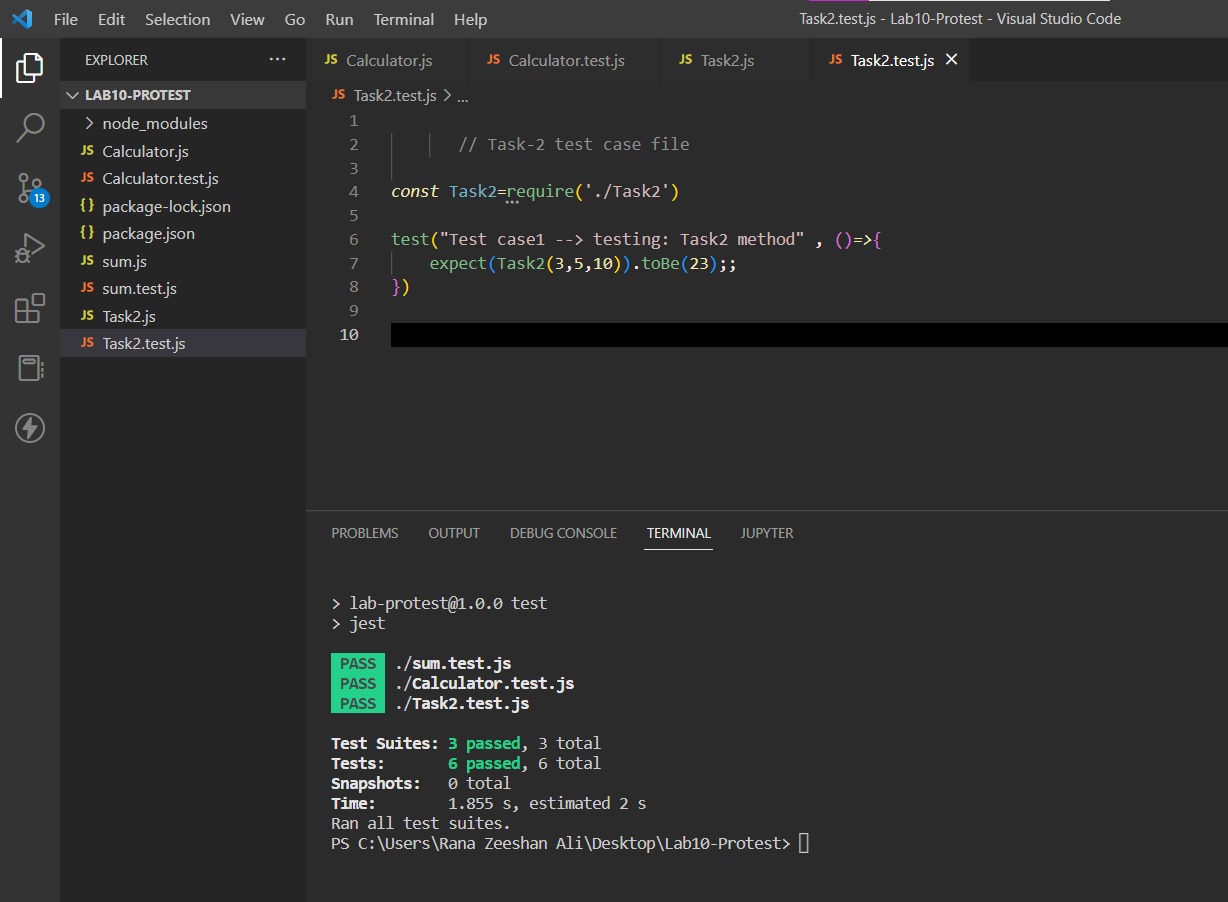 File Edit Selection View Go Run Terminal Help Task2.test.js - Lab10-Protest - Visual Studio Code
EXPLORER ···
LAB10-PROTEST
node_modules
JS Calculator.js
JS Calculator.test.js
{} package-lock.json
{} package.json
JS sum.js
JS sum.test.js
JS Task2.js
JS Task2.test.js
13
JS Calculator.js JS Calculator.test.js JS Task2.js JS Task2.test.js
JS Task2.test.js > ...
1
2 // Task-2 test case file
3
4 const Task2=require('./Task2')
5
6 test("Test case1 --> testing: Task2 method" , ()=>{
7 expect(Task2(3,5,10)).toBe(23);;
8 })
9
10
PROBLEMS OUTPUT DEBUG CONSOLE TERMINAL JUPYTER
> lab-protest@1.0.0 test
> jest
PASS ./sum.test.js
PASS ./Calculator.test.js
PASS ./Task2.test.js
Test Suites: 3 passed, 3 total
Tests: 6 passed, 6 total
Snapshots: 0 total
Time: 1.855 s, estimated 2 s
Ran all test suites.
PS C:\Users\Rana Zeeshan Ali\Desktop\Lab10-Protest>